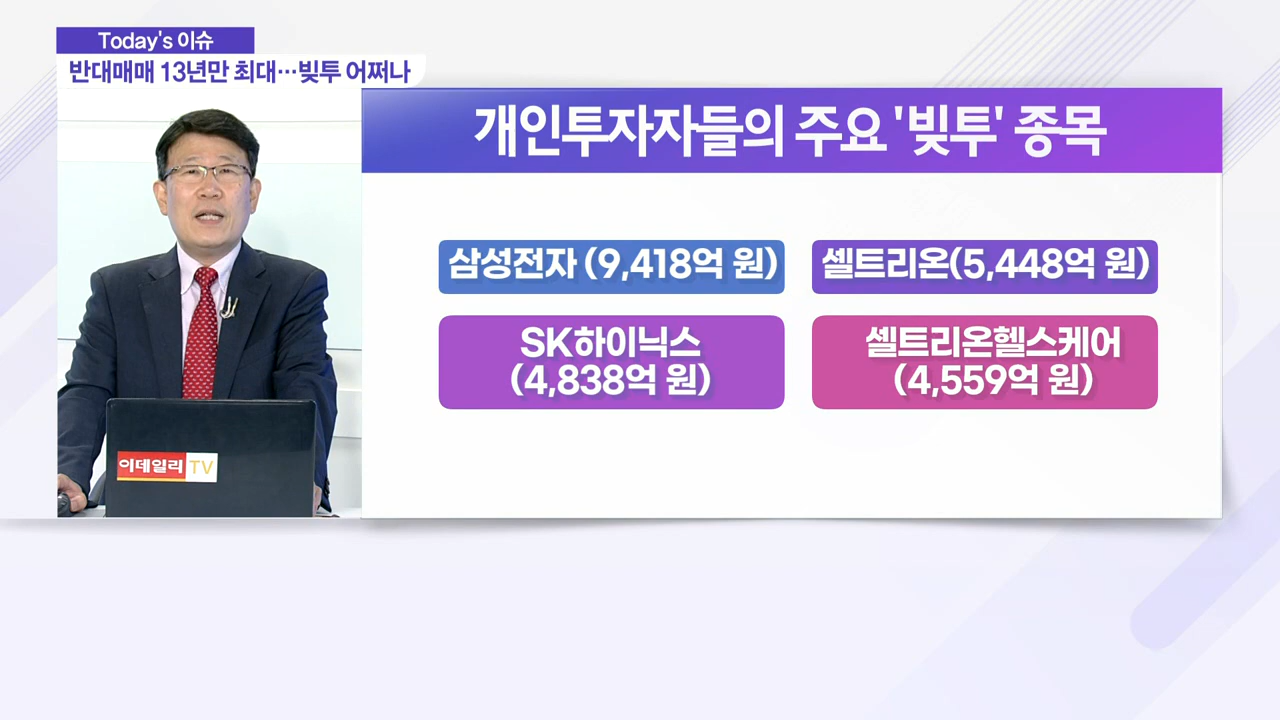 Today's 이슈
반대매매 13년만 최대…빚투 어쩌나
개인투자자들의 주요 '빚투' 종목
삼성전자 (9,418억 원)
셀트리온(5,448억 원)
SK하이닉스
(4,838억 원)
셀트리온헬스케어
(4,559억 원)
이데일리 TV